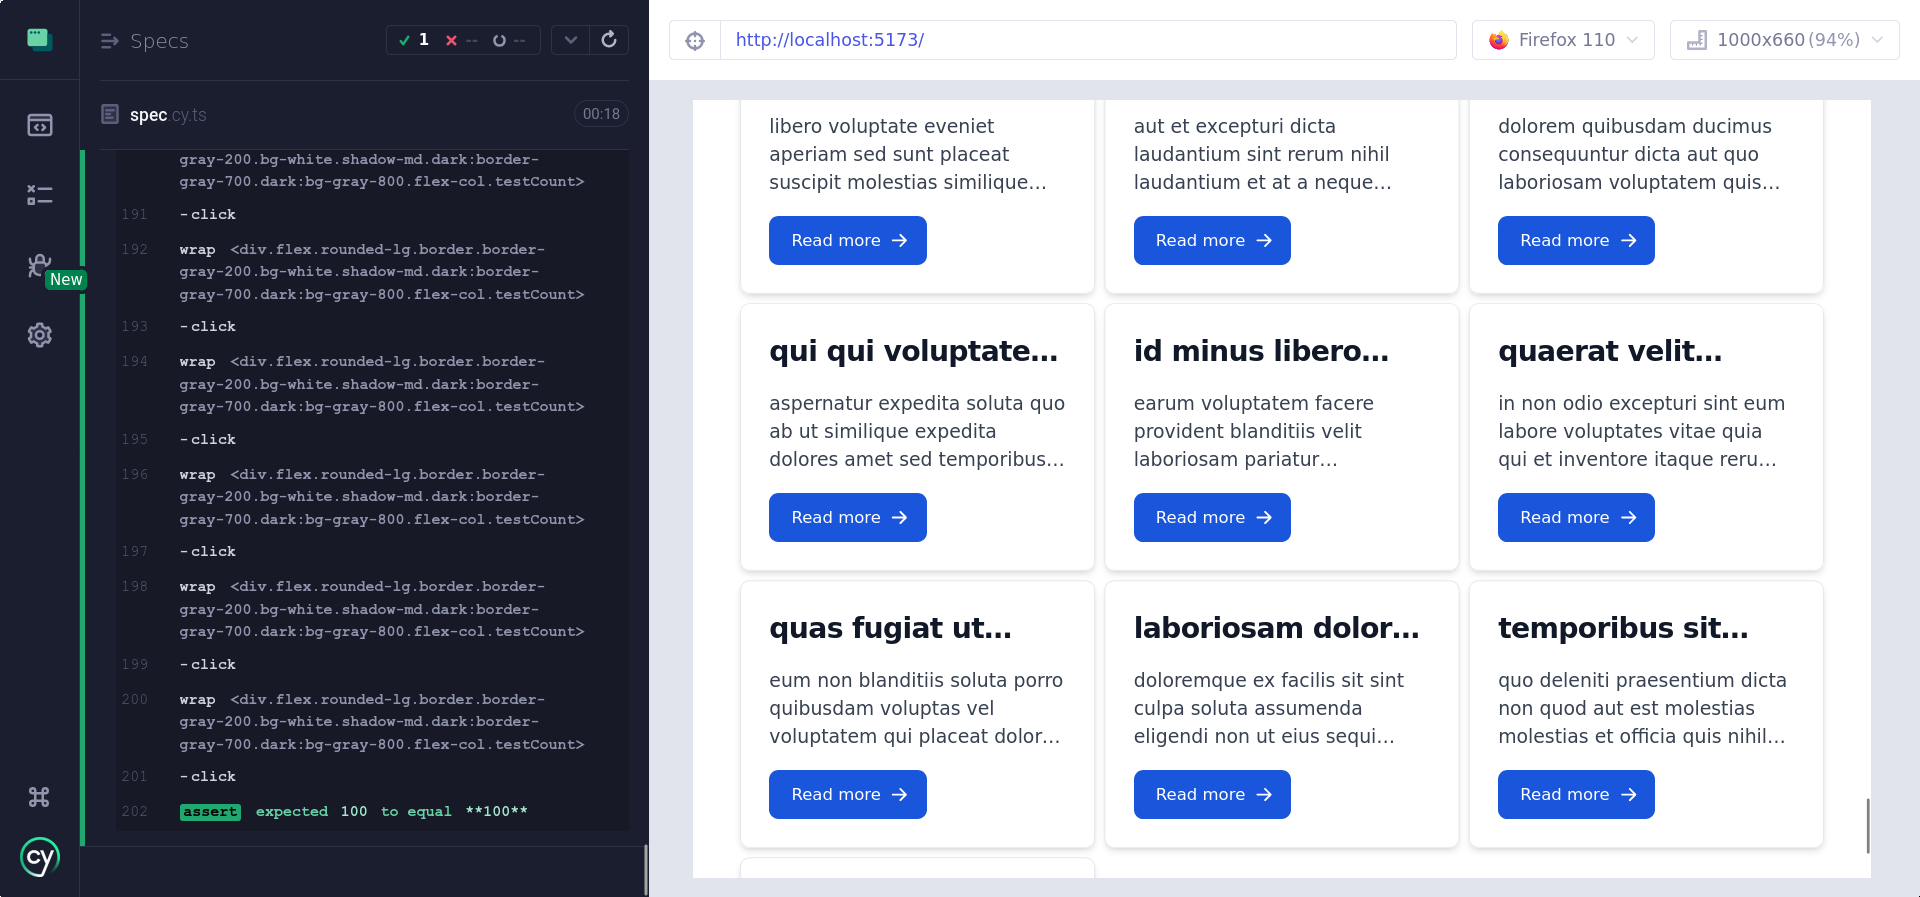 Specs
1
--
--
http://localhost:5173/
Firefox 110
1000x660 (94%)
spec.cy.ts
00:18
New
gray-200.bg-white.shadow-md.dark:border-
gray-700.dark:bg-gray-800.flex-col.testCount>
191 -click
192 wrap <div.flex.rounded-lg.border.border-
gray-200.bg-white.shadow-md.dark:border-
gray-700.dark:bg-gray-800.flex-col.testCount>
193 -click
194 wrap <div.flex.rounded-lg.border.border-
gray-200.bg-white.shadow-md.dark:border-
gray-700.dark:bg-gray-800.flex-col.testCount>
195 -click
196 wrap <div.flex.rounded-lg.border.border-
gray-200.bg-white.shadow-md.dark:border-
gray-700.dark:bg-gray-800.flex-col.testCount>
197 -click
198 wrap <div.flex.rounded-lg.border.border-
gray-200.bg-white.shadow-md.dark:border-
gray-700.dark:bg-gray-800.flex-col.testCount>
199 -click
200 wrap <div.flex.rounded-lg.border.border-
gray-200.bg-white.shadow-md.dark:border-
gray-700.dark:bg-gray-800.flex-col.testCount>
201 -click
202 assert expected 100 to equal **100**
cy
libero voluptate eveniet
aperiam sed sunt placeat
suscipit molestias similique...
Read more
aut et excepturi dicta
laudantium sint rerum nihil
laudantium et at a neque...
Read more
dolorem quibusdam ducimus
consequuntur dicta aut quo
laboriosam voluptatem quis...
Read more
qui qui voluptate...
aspernatur expedita soluta quo
ab ut similique expedita
dolores amet sed temporibus...
Read more
id minus libero...
earum voluptatem facere
provident blanditiis velit
laboriosam pariatur...
Read more
quaerat velit...
in non odio excepturi sint eum
labore voluptates vitae quia
qui et inventore itaque reru...
Read more
quas fugiat ut...
eum non blanditiis soluta porro
quibusdam voluptas vel
voluptatem qui placeat dolor...
Read more
laboriosam dolor...
doloremque ex facilis sit sint
culpa soluta assumenda
eligendi non ut eius sequi...
Read more
temporibus sit...
quo deleniti praesentium dicta
non quod aut est molestias
molestias et officia quis nihil...
Read more